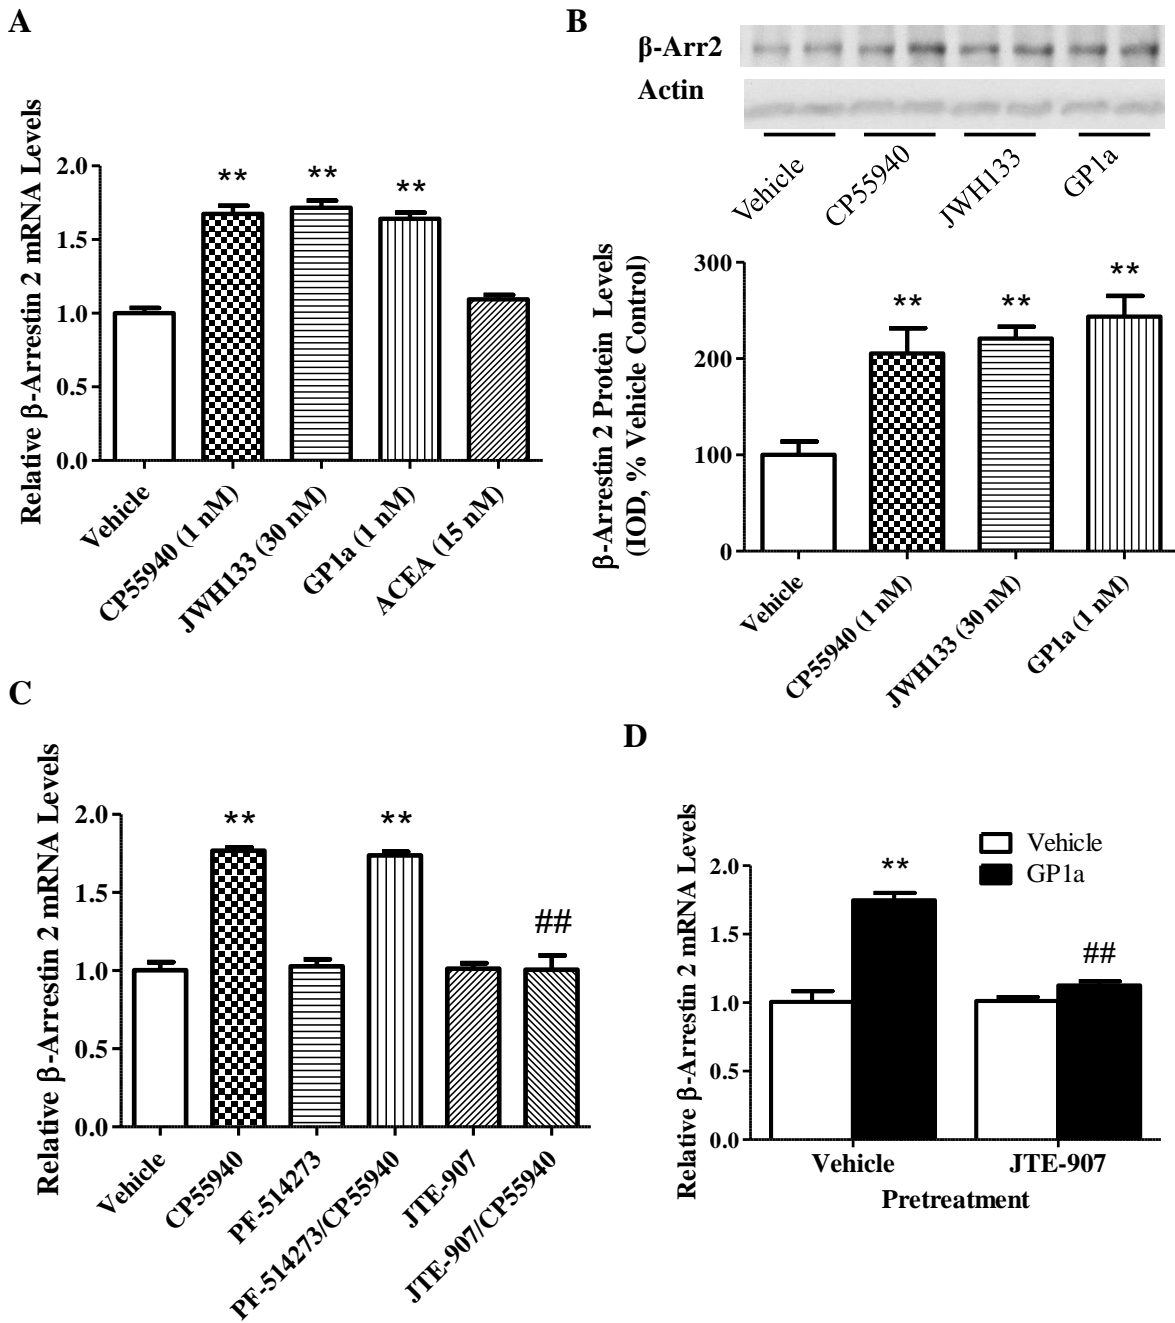 A
Relative β-Arrestin 2 mRNA Levels
2.0
1.5
1.0
0.5
0.0
**
**
**
Vehicle
CP55940 (1 nM)
JWH133 (30 nM)
GP1a (1 nM)
ACEA (15 nM)
B
β-Arr2
Actin
Vehicle
CP55940
JWH133
GP1a
β-Arrestin 2 Protein Levels
(IOD, % Vehicle Control)
300
200
100
0
**
**
**
Vehicle
CP55940 (1 nM)
JWH133 (30 nM)
GP1a (1 nM)
C
Relative β-Arrestin 2 mRNA Levels
2.0
1.5
1.0
0.5
0.0
**
**
##
Vehicle
CP55940
PF-514273
PF-514273/CP55940
JTE-907
JTE-907/CP55940
D
Relative β-Arrestin 2 mRNA Levels
2.0
1.5
1.0
0.5
0.0
Vehicle
GP1a
**
##
Vehicle
JTE-907
Pretreatment